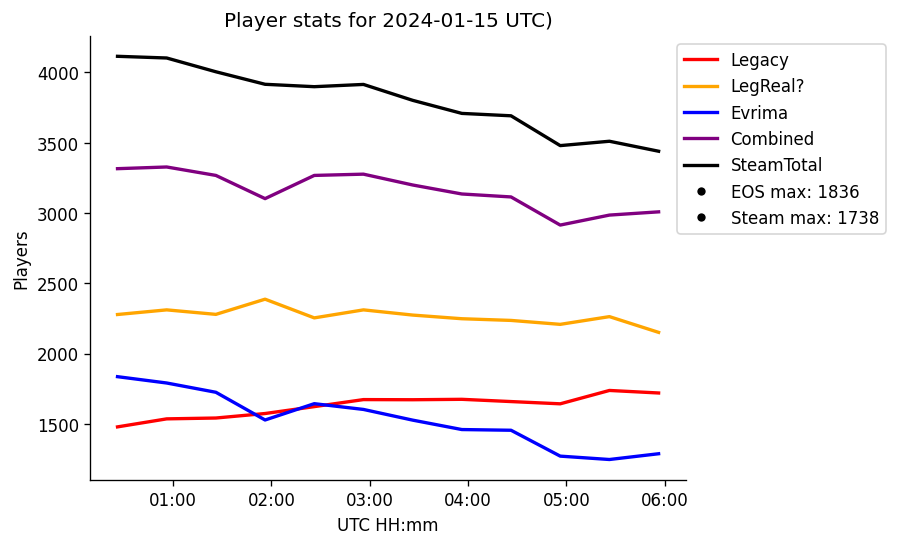 Player stats for 2024-01-15 UTC)
Legacy
LegReal?
Evrima
Combined
SteamTotal
EOS max: 1836
Steam max: 1738
Players
4000
3500
3000
2500
2000
1500
01:00 02:00 03:00 04:00 05:00 06:00
UTC HH:mm